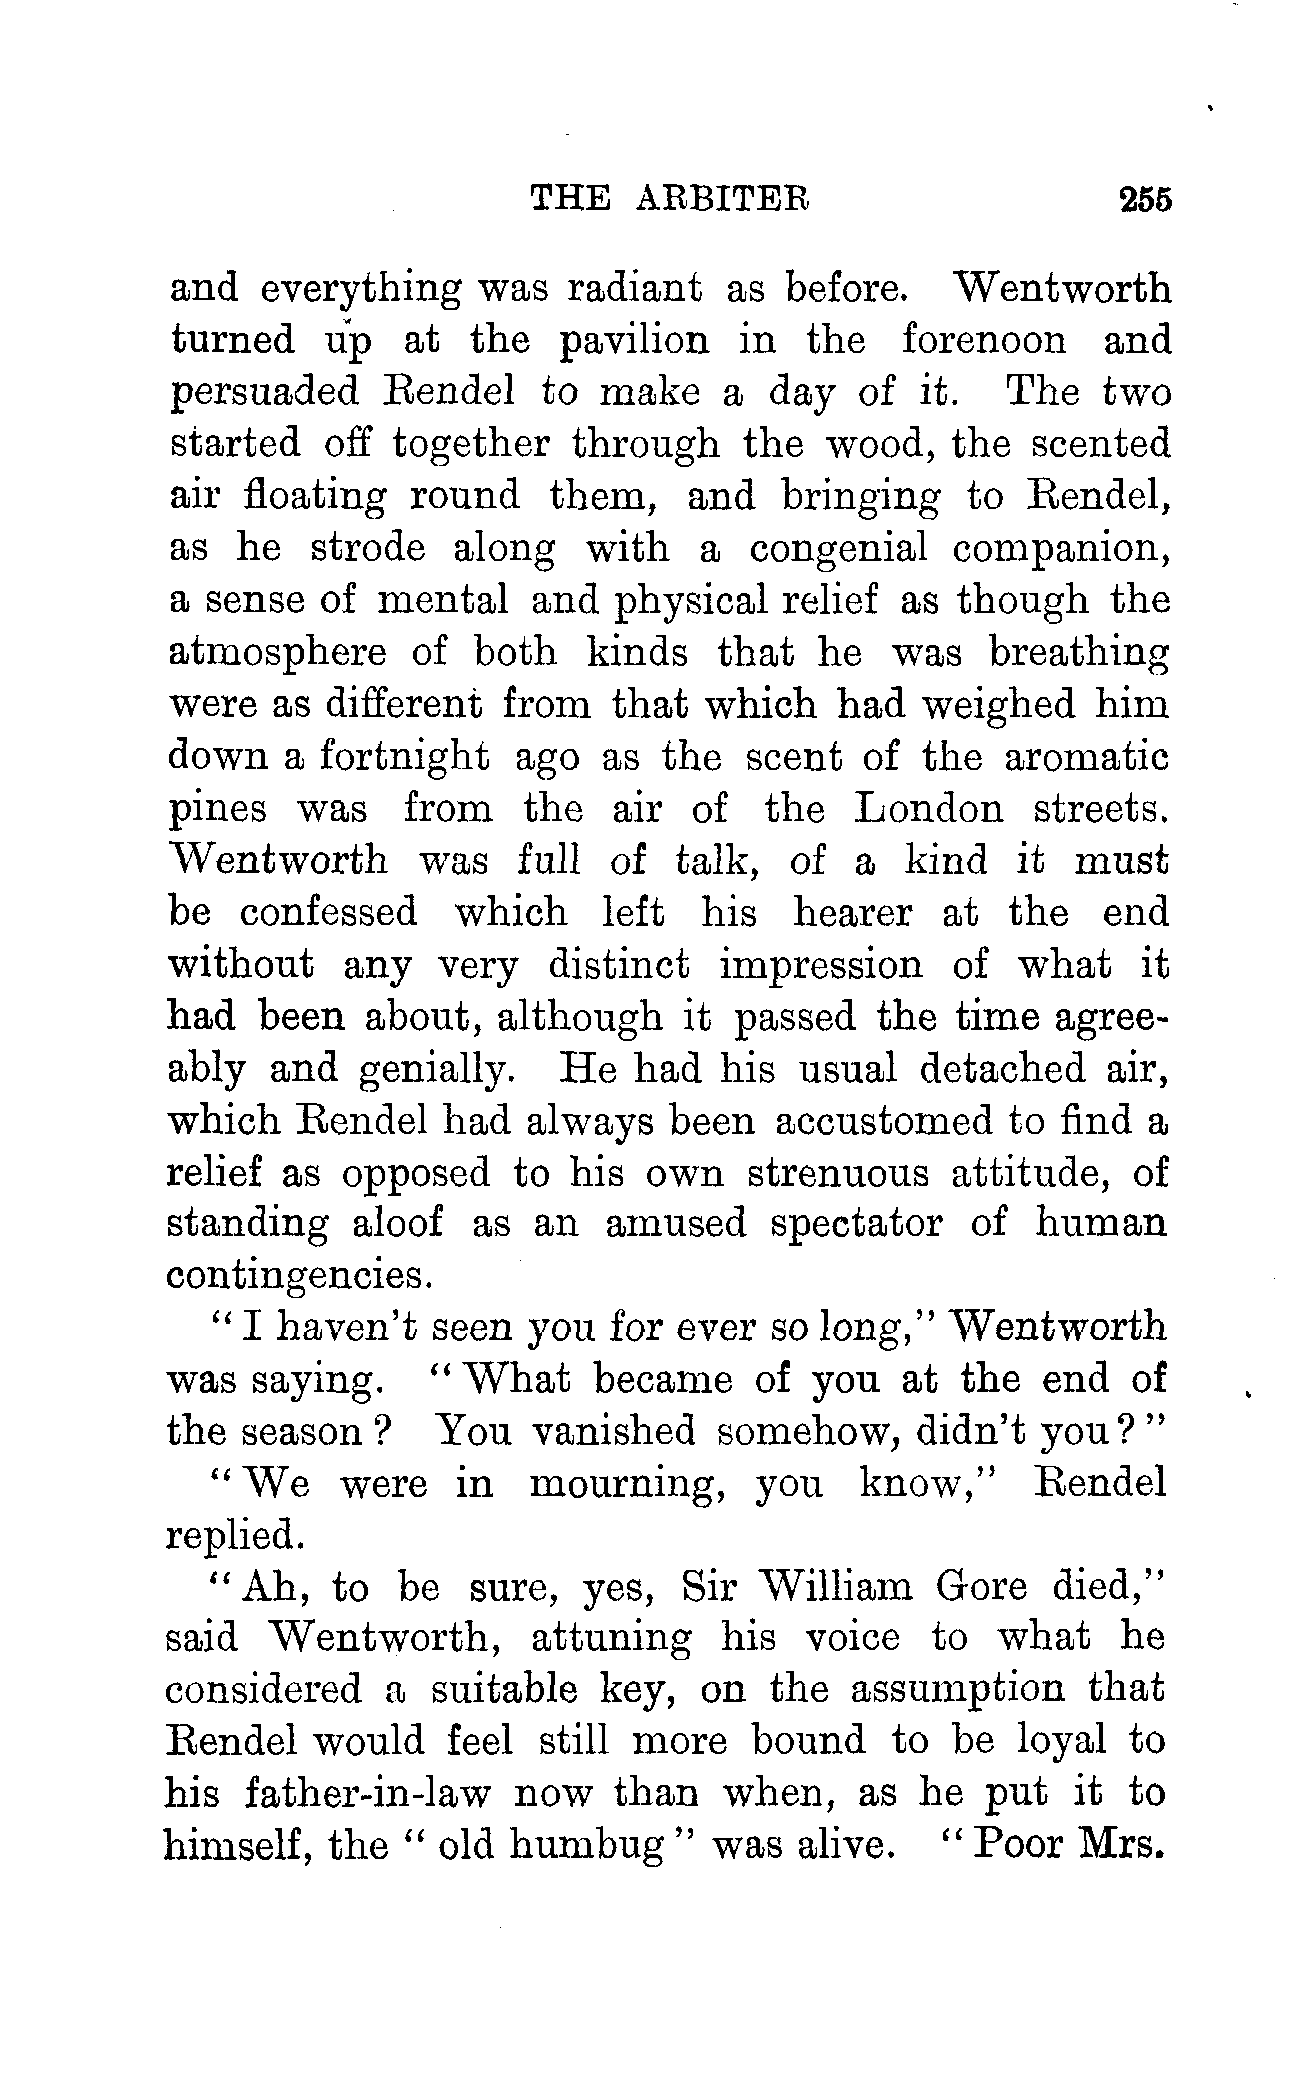 THE ARBITER 255
and everything was radiant as before. Wentworth
turned up at the pavilion in the forenoon and
persuaded Rendel to make a day of it. The two
started off together through the wood, the scented
air floating round them, and bringing to Rendel,
as he strode along with a congenial companion,
a sense of mental and physical relief as though the
atmosphere of both kinds that he was breathing
were as different from that which had weighed him
down a fortnight ago as the scent of the aromatic
pines was from the air of the London streets.
Wentworth was full of talk, of a kind it must
be confessed which left his hearer at the end
without any very distinct impression of what it
had been about, although it passed the time agree-
ably and genially. He had his usual detached air,
which Rendel had always been accustomed to find a
relief as opposed to his own strenuous attitude, of
standing aloof as an amused spectator of human
contingencies.
"I haven't seen you for ever so long," Wentworth
was saying. "What became of you at the end of
the season? You vanished somehow, didn't you?"
"We were in mourning, you know," Rendel
replied.
"Ah, to be sure, yes, Sir William Gore died,"
said Wentworth, attuning his voice to what he
considered a suitable key, on the assumption that
Rendel would feel still more bound to be loyal to
his father-in-law now than when, as he put it to
himself, the "old humbug" was alive. "Poor Mrs.